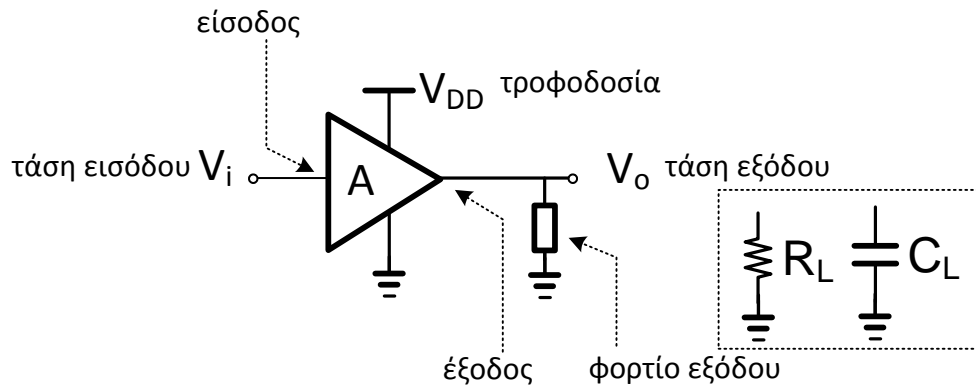 είσοδος
V_DD τροφοδοσία
τάση εισόδου V_i
A
V_o τάση εξόδου
R_L
C_L
έξοδος
φορτίο εξόδου